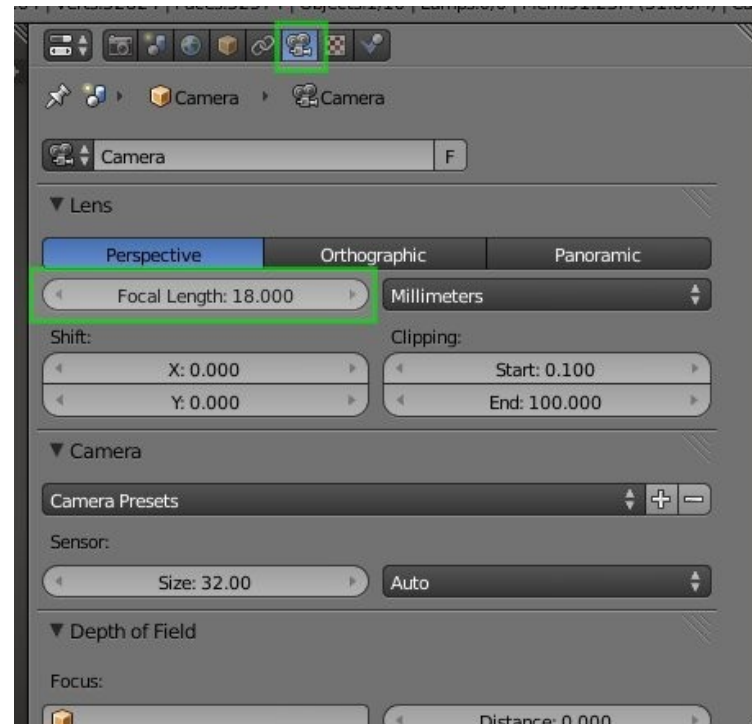 Camera Camera
Camera F
Lens
Perspective Orthographic Panoramic
Focal Length: 18.000 Millimeters
Shift: Clipping:
X: 0.000 Start: 0.100
Y: 0.000 End: 100.000
Camera
Camera Presets
Sensor:
Size: 32.00 Auto
Depth of Field
Focus:
Distance: 0.000